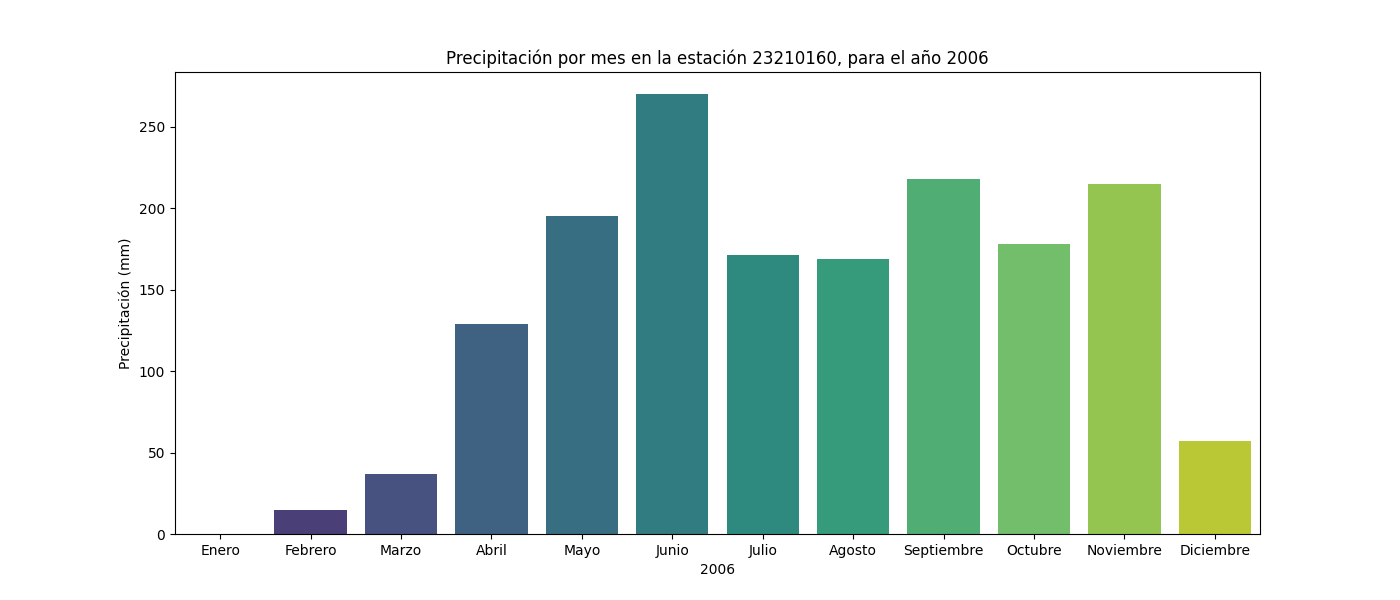 Precipitación por mes en la estación 23210160, para el año 2006
Precipitación (mm)
250
200
150
100
50
0
Enero Febrero Marzo Abril Mayo Junio Julio Agosto Septiembre Octubre Noviembre Diciembre
2006